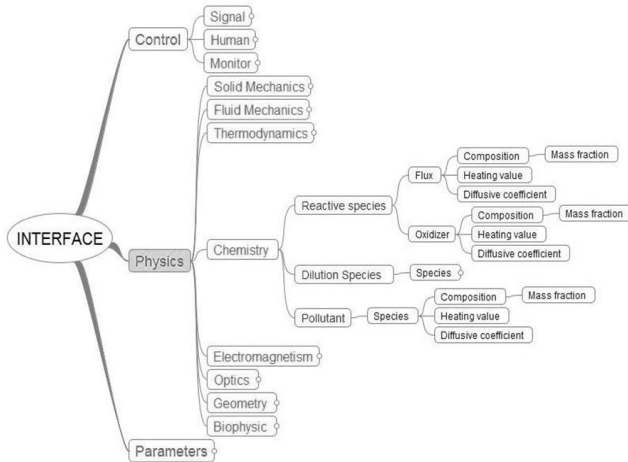 INTERFACE
Control
Signal
Human
Monitor
Physics
Solid Mechanics
Fluid Mechanics
Thermodynamics
Chemistry
Reactive species
Flux
Composition
Mass fraction
Heating value
Diffusive coefficient
Oxidizer
Composition
Mass fraction
Heating value
Diffusive coefficient
Dilution Species
Species
Pollutant
Species
Composition
Mass fraction
Heating value
Diffusive coefficient
Electromagnetism
Optics
Geometry
Biophysic
Parameters